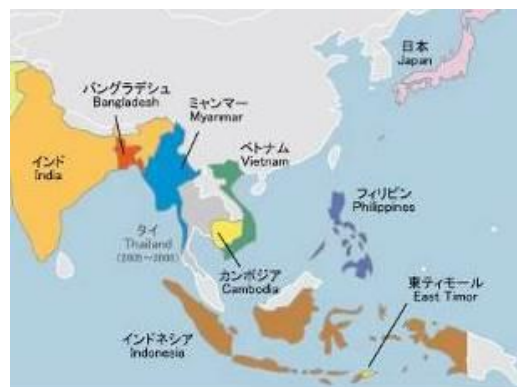 日本
Japan
バングラデシュ
Bangladesh
ミャンマー
Myanmar
ベトナム
Vietnam
インド
India
フィリピン
Philippines
タイ
Thailand
カンボジア
Cambodia
東ティモール
East Timor
インドネシア
Indonesia